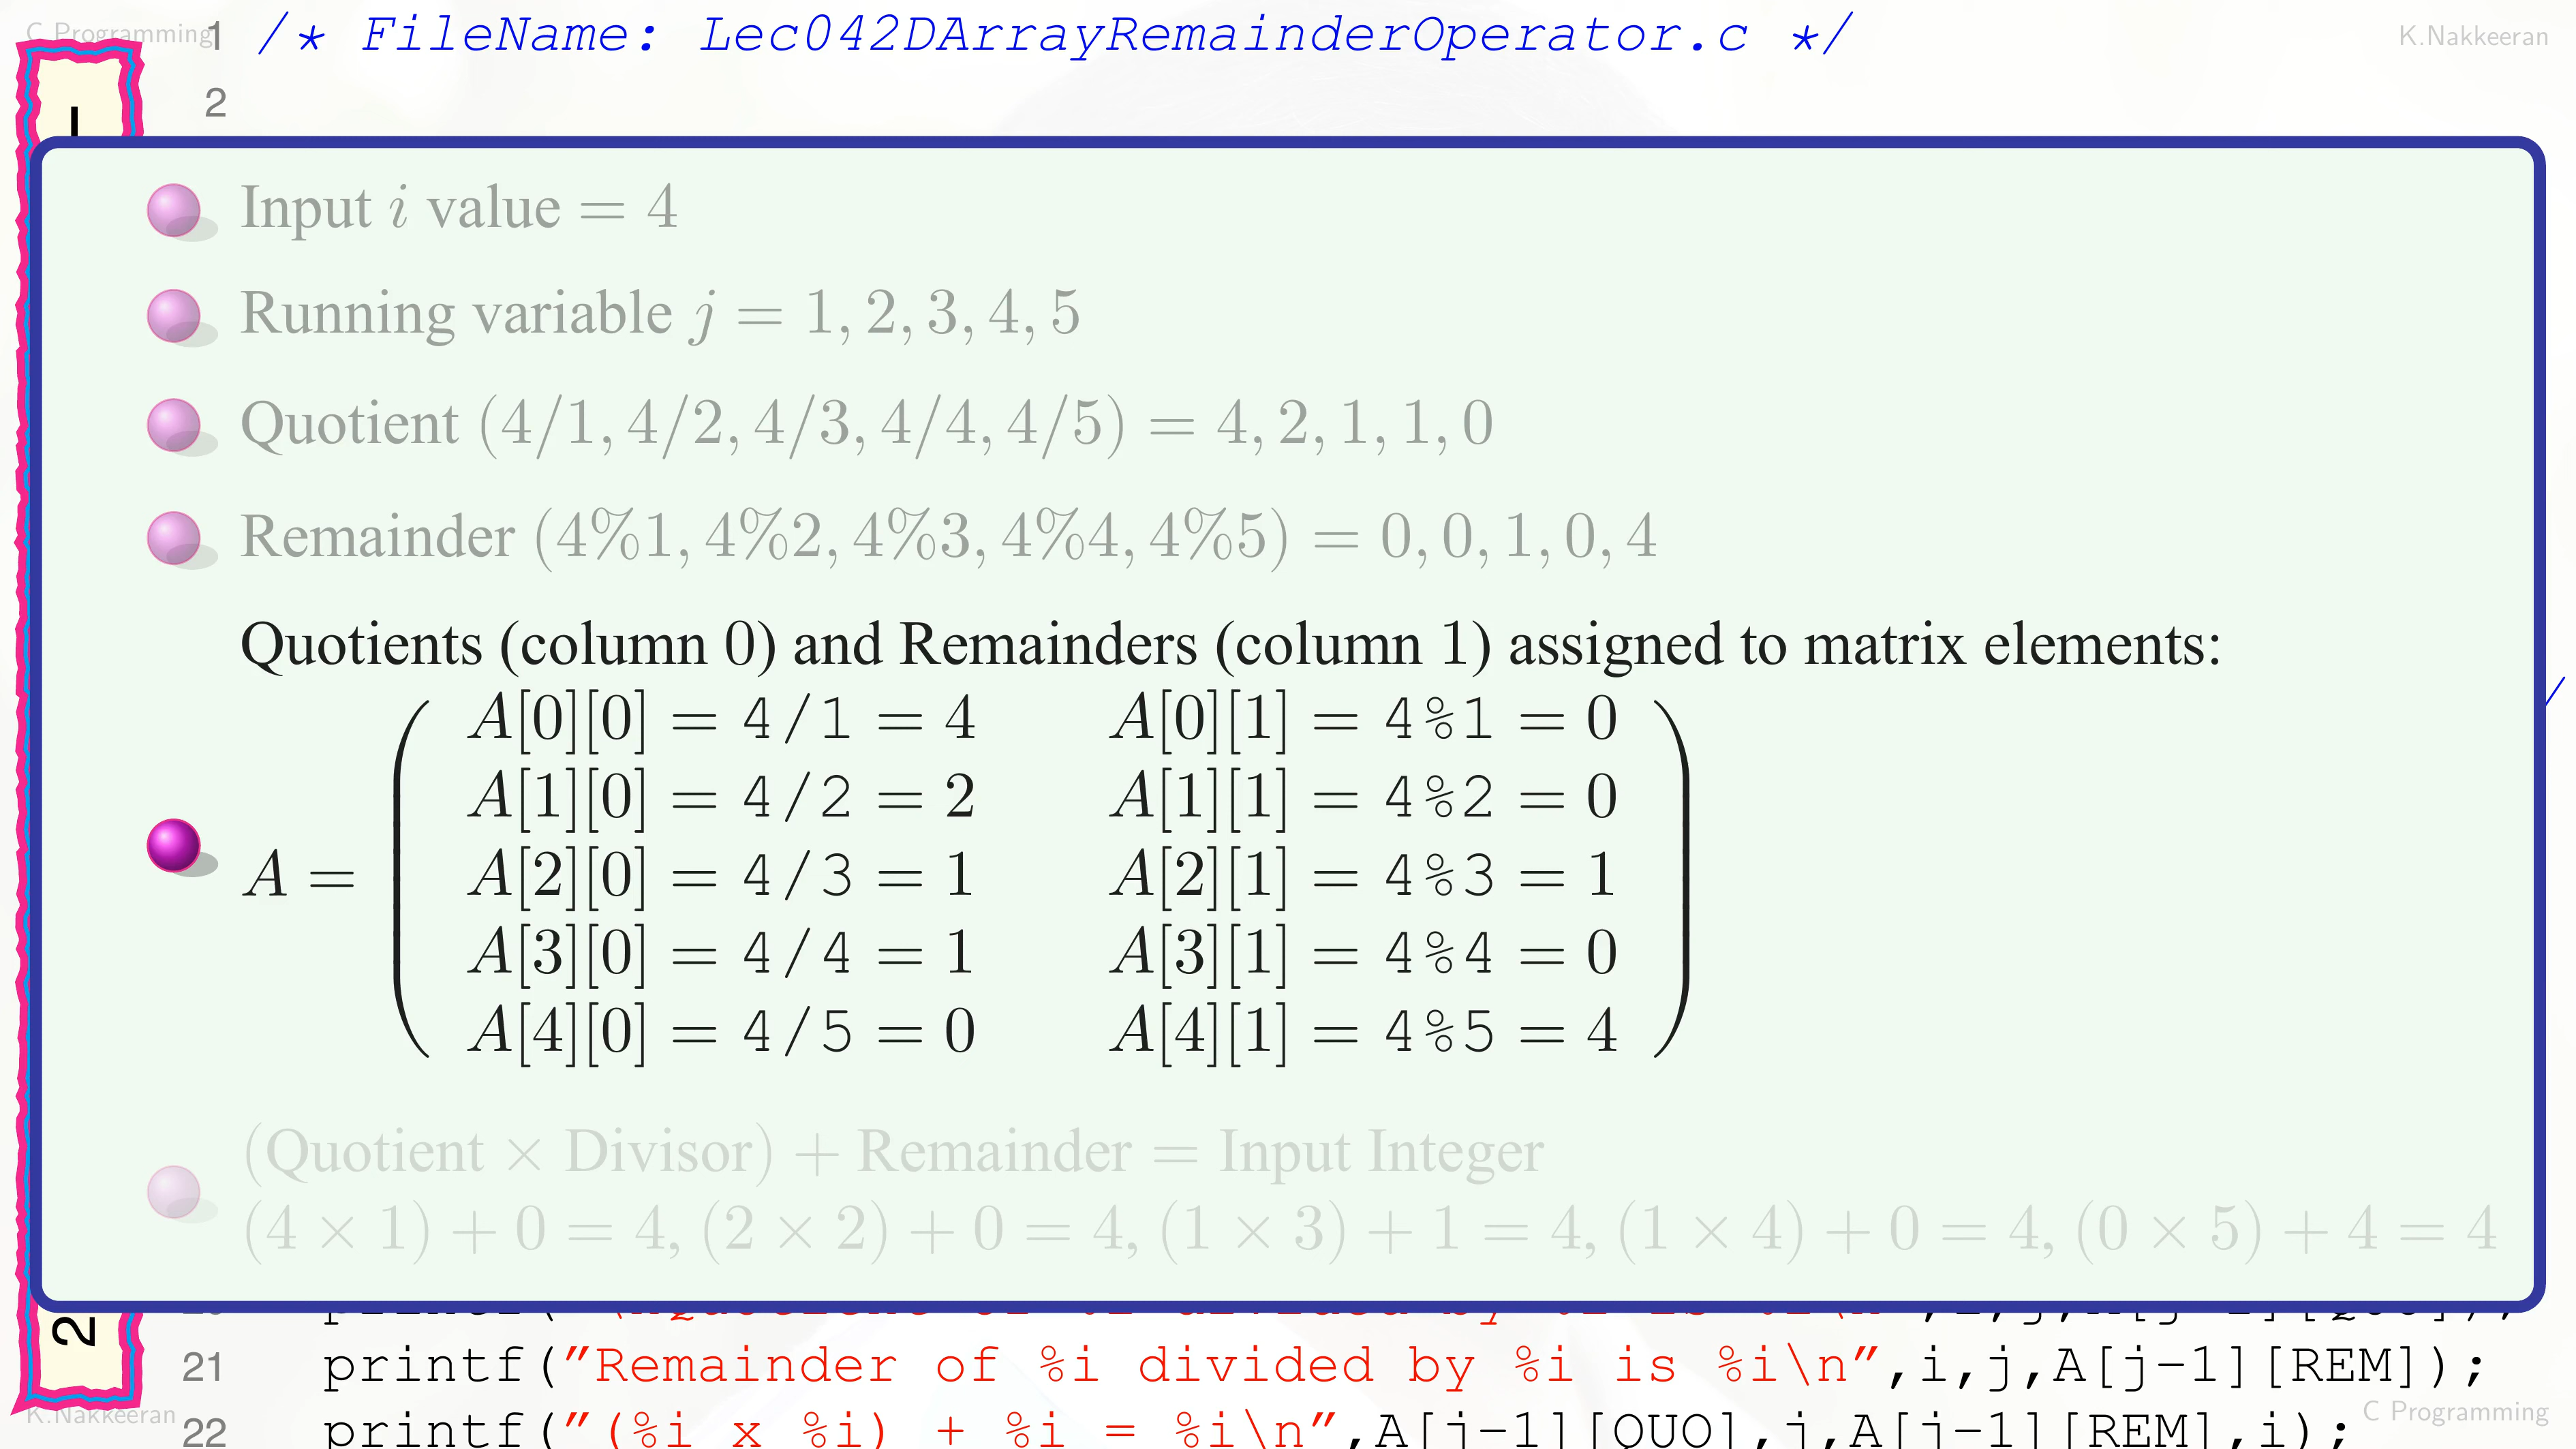 C Programming
K.Nakkeeran
1 /* FileName: Lec042DArrayRemainderOperator.c */
2
Input i value = 4
Running variable j = 1, 2, 3, 4, 5
Quotient (4/1, 4/2, 4/3, 4/4, 4/5) = 4, 2, 1, 1, 0
Remainder (4%1, 4%2, 4%3, 4%4, 4%5) = 0, 0, 1, 0, 4
Quotients (column 0) and Remainders (column 1) assigned to matrix elements:
A[0][0] = 4/1 = 4 A[0][1] = 4%1 = 0
A[1][0] = 4/2 = 2 A[1][1] = 4%2 = 0
A = A[2][0] = 4/3 = 1 A[2][1] = 4%3 = 1
A[3][0] = 4/4 = 1 A[3][1] = 4%4 = 0
A[4][0] = 4/5 = 0 A[4][1] = 4%5 = 4
(Quotient × Divisor) + Remainder = Input Integer
(4 × 1) + 0 = 4, (2 × 2) + 0 = 4, (1 × 3) + 1 = 4, (1 × 4) + 0 = 4, (0 × 5) + 4 = 4
2
21 printf("Remainder of %i divided by %i is %i\n",i,j,A[j-1][REM]);
22 printf("(%i x %i) + %i = %i\n",A[j-1][QUO],j,A[j-1][REM],i);
K.Nakkeeran
C Programming